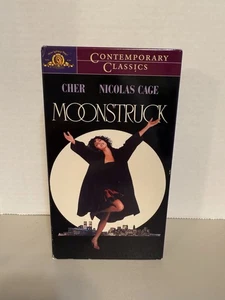 CONTEMPORARY
CLASSICS
CHER NICOLAS CAGE
MOONSTRUCK